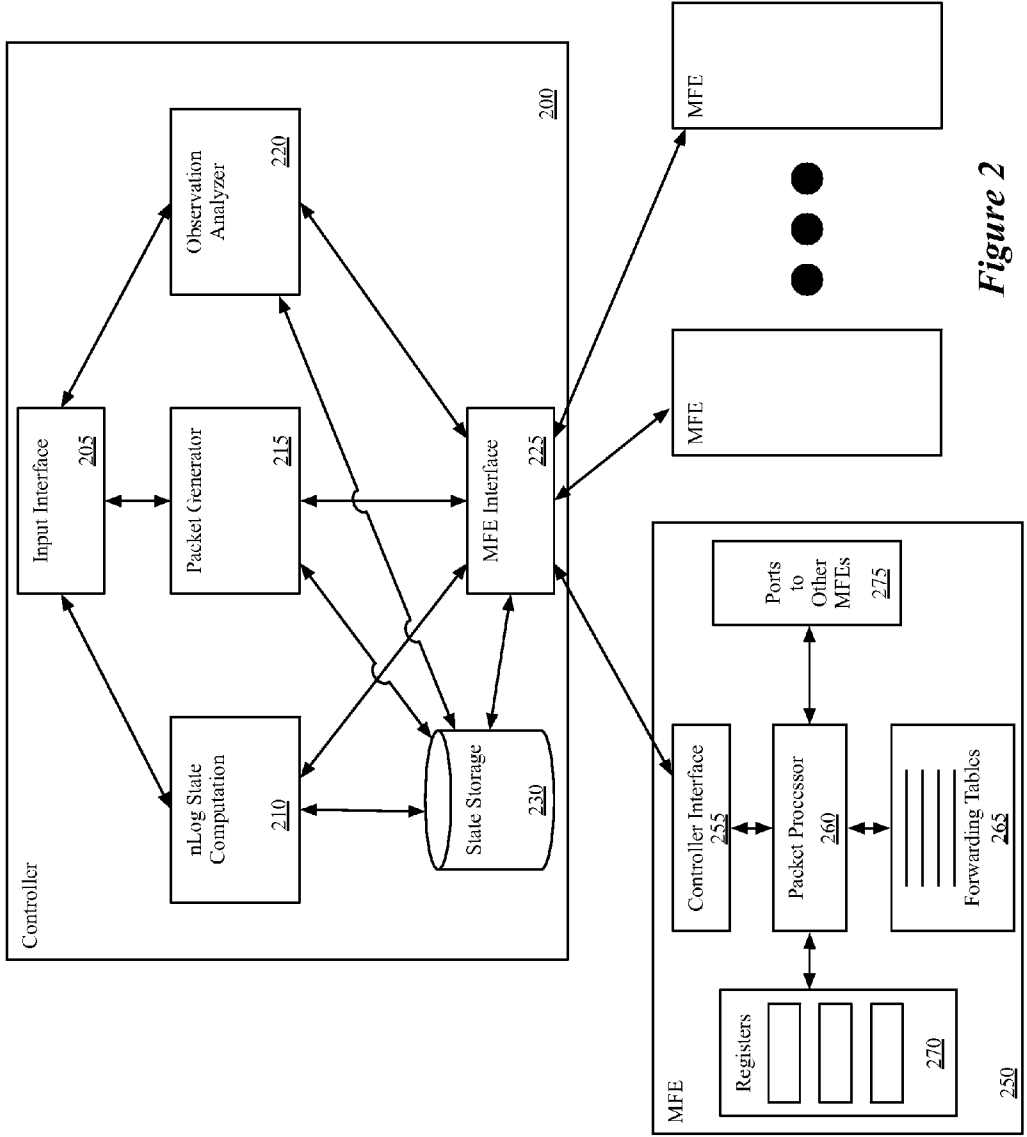 Controller
Input Interface
205
nLog State
Computation
210
Packet Generator
215
Observation
Analyzer
220
State Storage
230
MFE Interface
225
200
MFE
Registers
270
Controller Interface
255
Packet Processor
260
Forwarding Tables
265
Ports
to
Other
MFEs
275
250
MFE
MFE
Figure 2